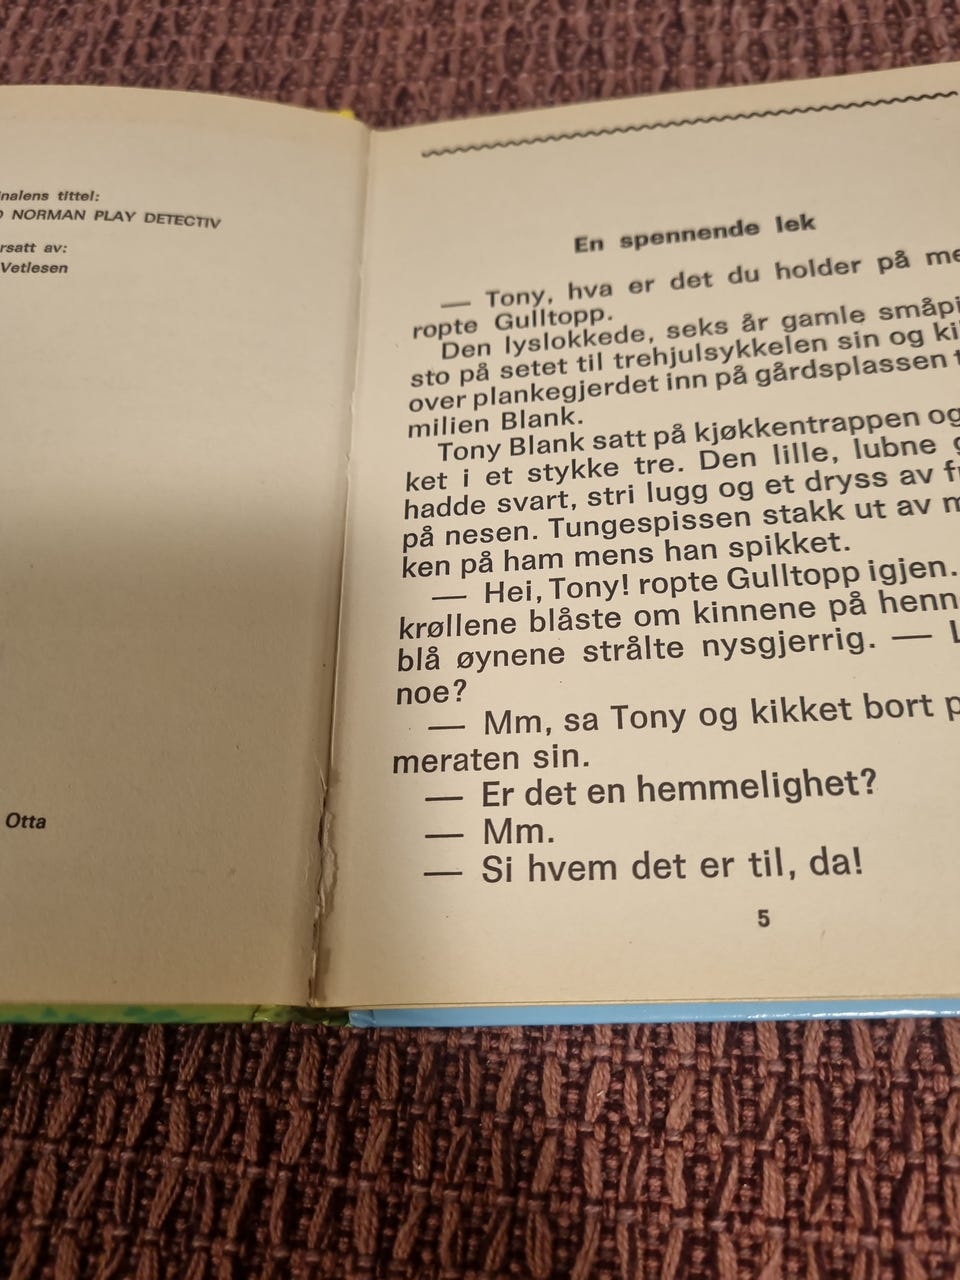 nalens tittel:
NORMAN PLAY DETECTIV
rsatt av:
Vetlesen
Otta
En spennende lek
— Tony, hva er det du holder på me
ropte Gulltopp.
Den lyslokkede, seks år gamle småpi
sto på setet til trehjulsykkelen sin og ki
over plankegjerdet inn på gårdsplassen t
milien Blank.
Tony Blank satt på kjøkkentrappen og
ket i et stykke tre. Den lille, lubne g
hadde svart, stri lugg og et dryss av f
på nesen. Tungespissen stakk ut av m
ken på ham mens han spikket.
— Hei, Tony! ropte Gulltopp igjen.
krøllene blåste om kinnene på henn
blå øynene strålte nysgjerrig. — L
noe?
— Mm, sa Tony og kikket bort p
meraten sin.
— Er det en hemmelighet?
— Mm.
— Si hvem det er til, da!
5